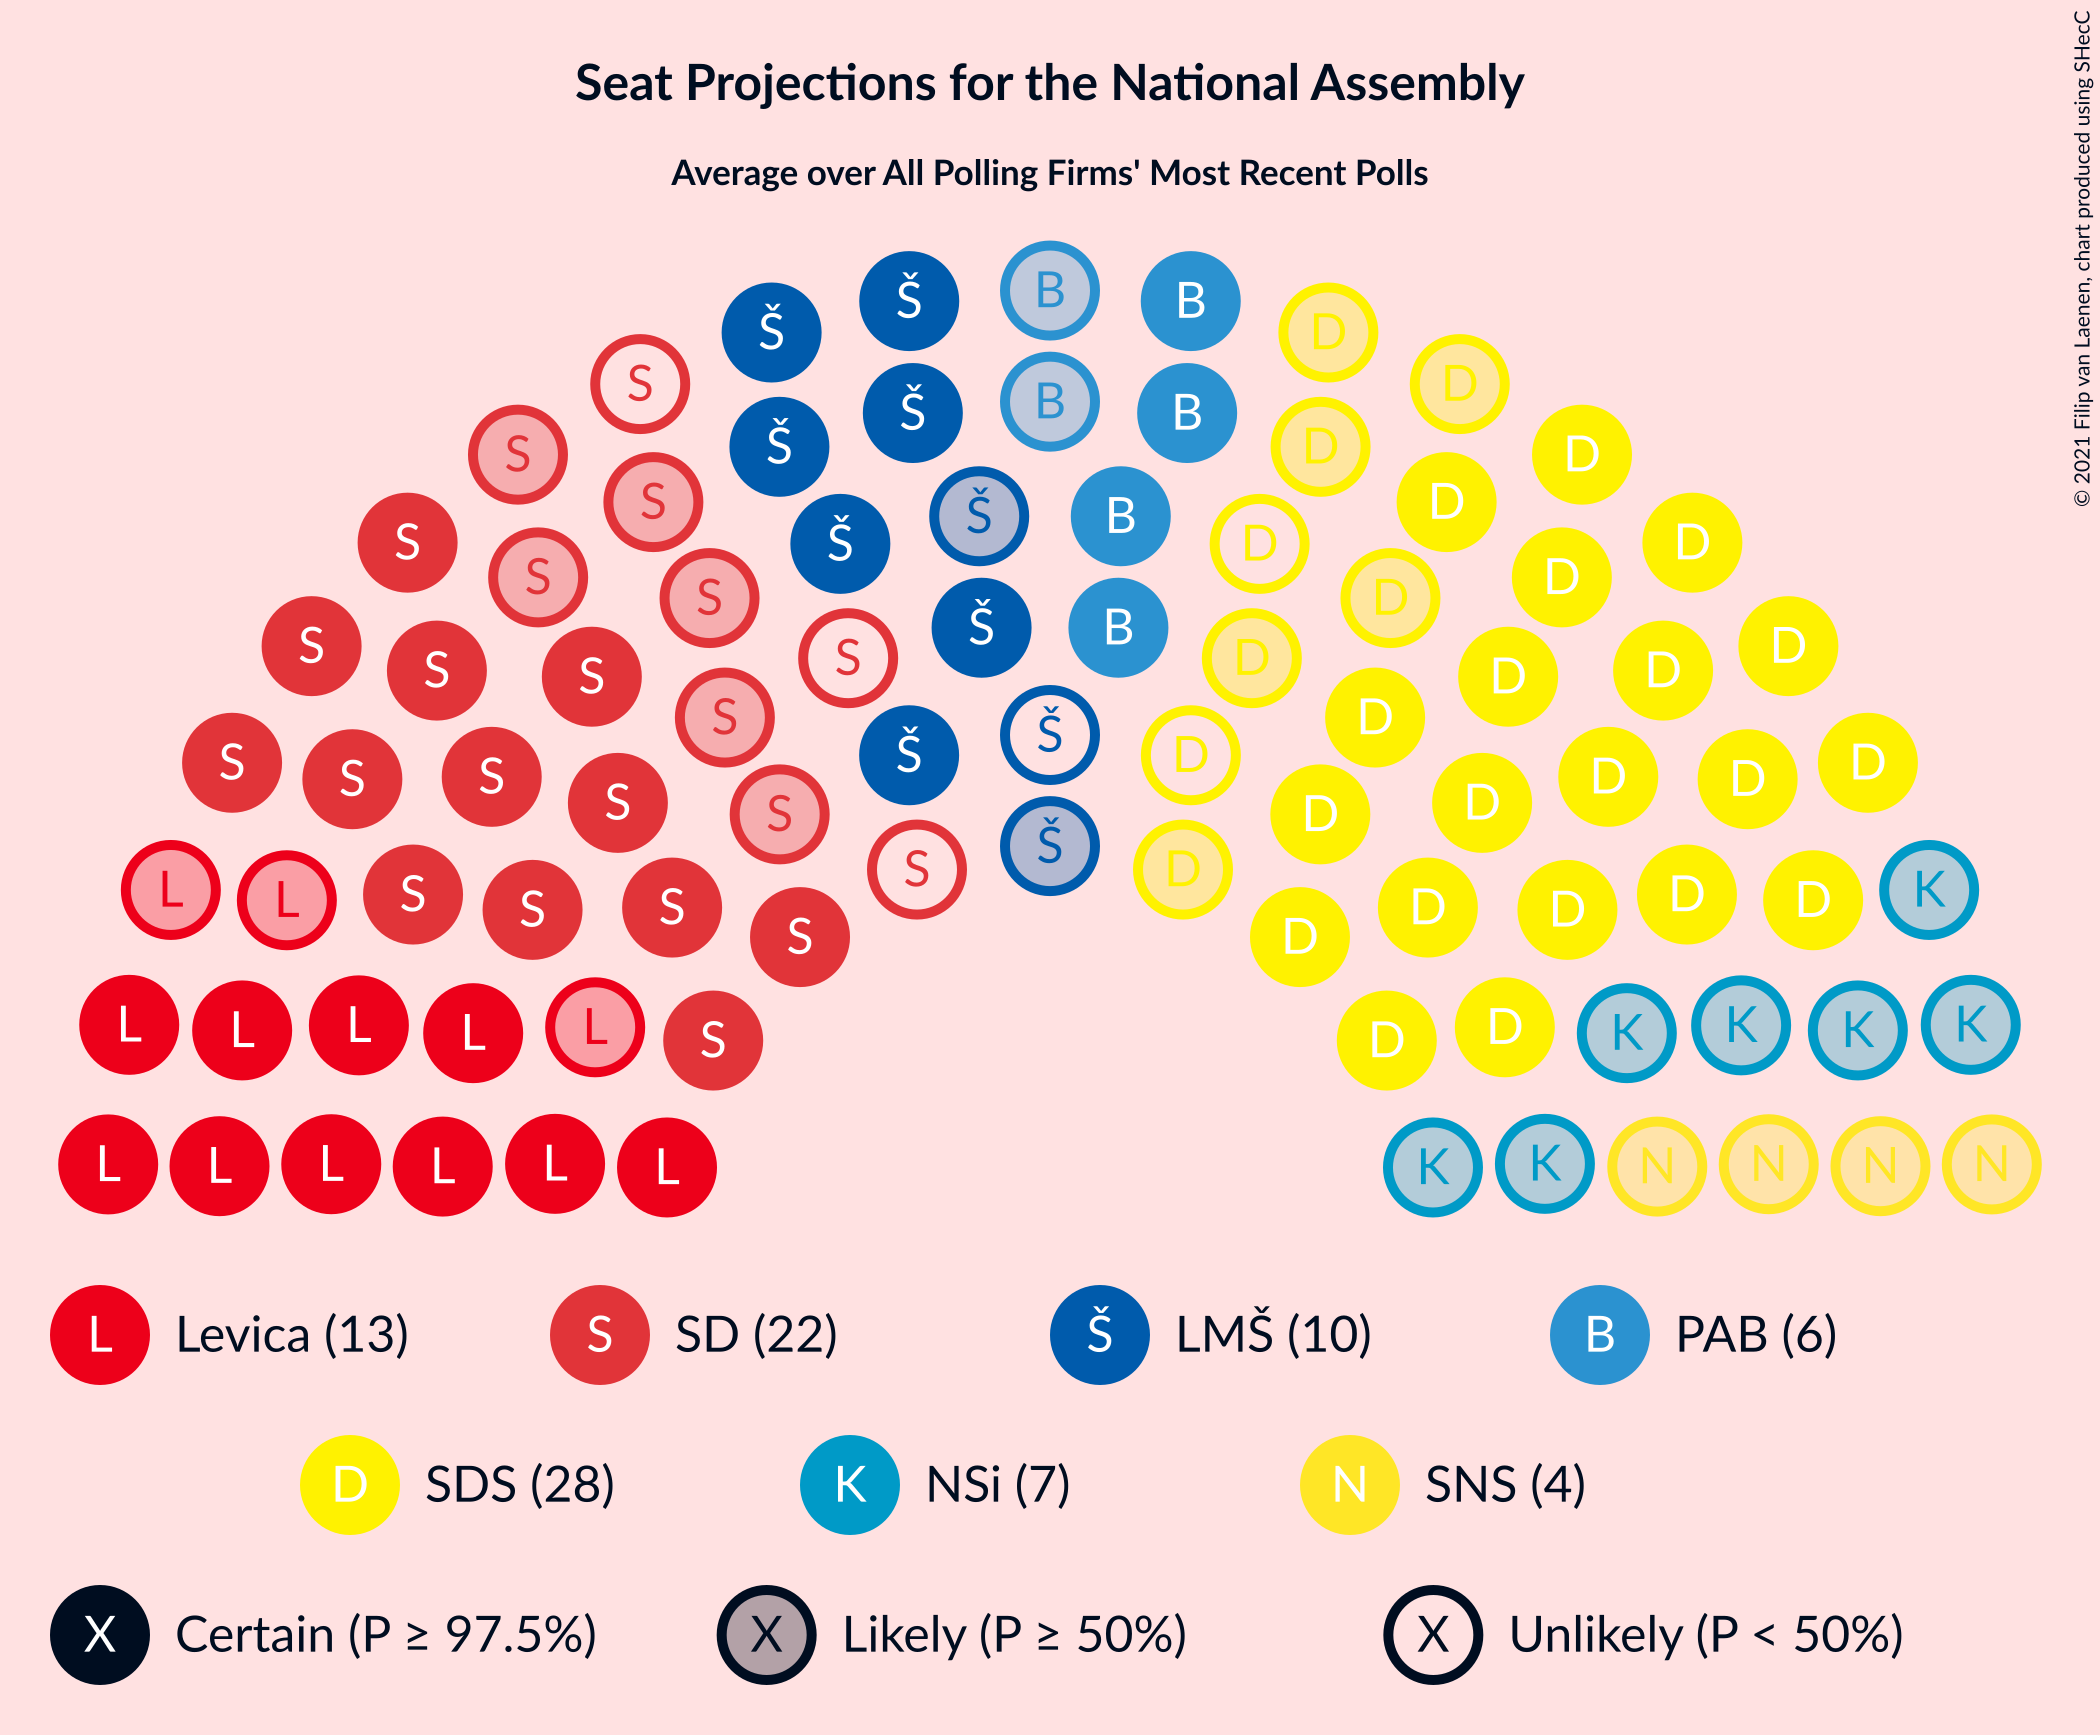 Seat Projections for the National Assembly
Average over All Polling Firms' Most Recent Polls
© 2021 Filip van Laenen, chart produced using SHecC
B
Š B
Š D
S D
Š B
Š B
S D
Š D
S D
Š B
S D
S D
Š D
S D
S D
Š B
S D
S D
S D
S D
Š
Š D
S D
S D
S D
S D
S D
Š
S D
L K
S D
L D
S D
S D
S D
L K
L K
L D
L K
L K
S D
L K
L N
L K
L N
L N
L N
L Levica (13) S SD (22) Š LMŠ (10) B PAB (6)
D SDS (28) K NSi (7) N SNS (4)
X Certain (P ≥ 97.5%) X Likely (P ≥ 50%) X Unlikely (P < 50%)